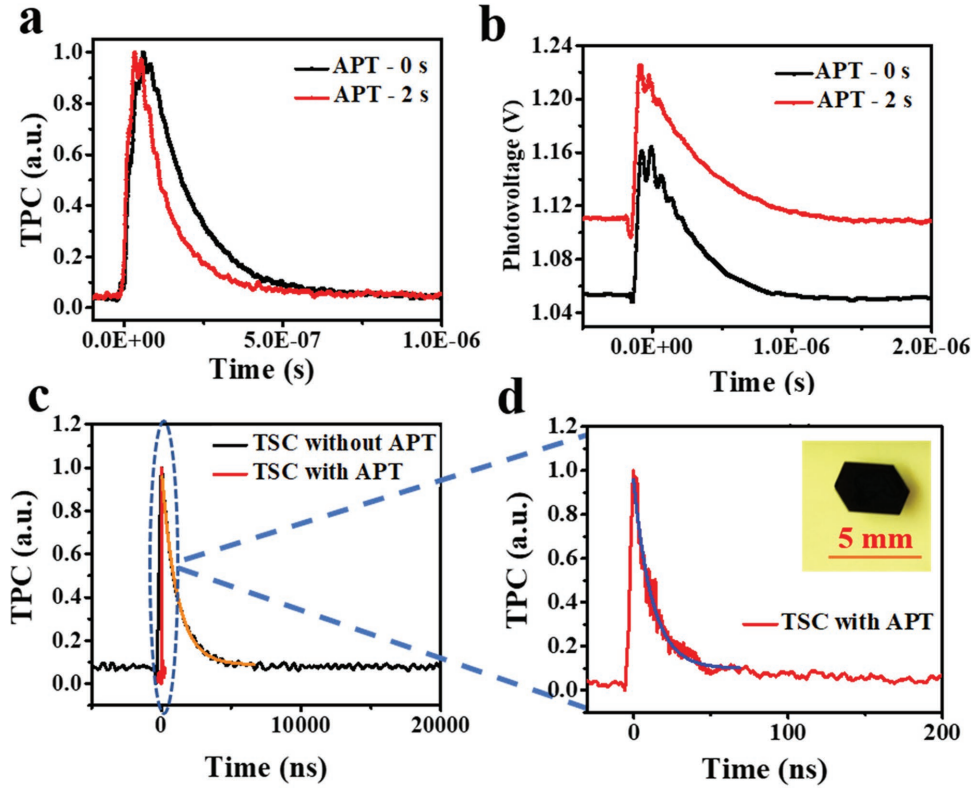 a
TPC (a.u.)
1.0
0.8
0.6
0.4
0.2
0.0
APT - 0 s
APT - 2 s
0.0E+00
5.0E-07
1.0E-06
Time (s)
b
Photovoltage (V)
1.24
1.20
1.16
1.12
1.08
1.04
APT - 0 s
APT - 2 s
0.0E+00
1.0E-06
2.0E-06
Time (s)
c
TPC (a.u.)
1.2
1.0
0.8
0.6
0.4
0.2
0.0
TSC without APT
TSC with APT
0
10000
20000
Time (ns)
d
TPC (a.u.)
1.2
1.0
0.8
0.6
0.4
0.2
0.0
5 mm
TSC with APT
0
100
200
Time (ns)